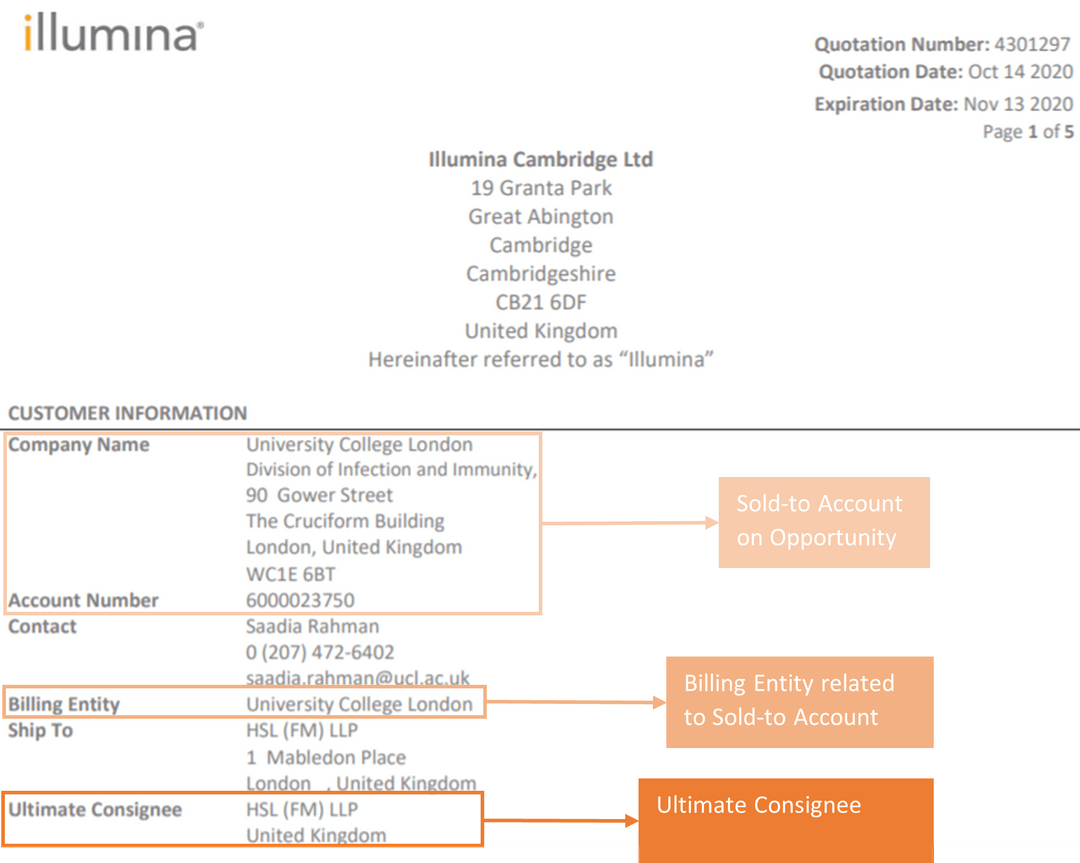 illumina®
Quotation Number: 4301297
Quotation Date: Oct 14 2020
Expiration Date: Nov 13 2020
Page 1 of 5
Illumina Cambridge Ltd
19 Granta Park
Great Abington
Cambridge
Cambridgeshire
CB21 6DF
United Kingdom
Hereinafter referred to as “Illumina”
CUSTOMER INFORMATION
Company Name University College London
Division of Infection and Immunity,
90 Gower Street
The Cruciform Building
London, United Kingdom
WC1E 6BT
Account Number 6000023750
Sold-to Account
on Opportunity
Contact Saadia Rahman
0 (207) 472-6402
saadia.rahman@ucl.ac.uk
Billing Entity University College London
Billing Entity related
to Sold-to Account
Ship To HSL (FM) LLP
1 Mabledon Place
London , United Kingdom
Ultimate Consignee HSL (FM) LLP
United Kingdom
Ultimate Consignee